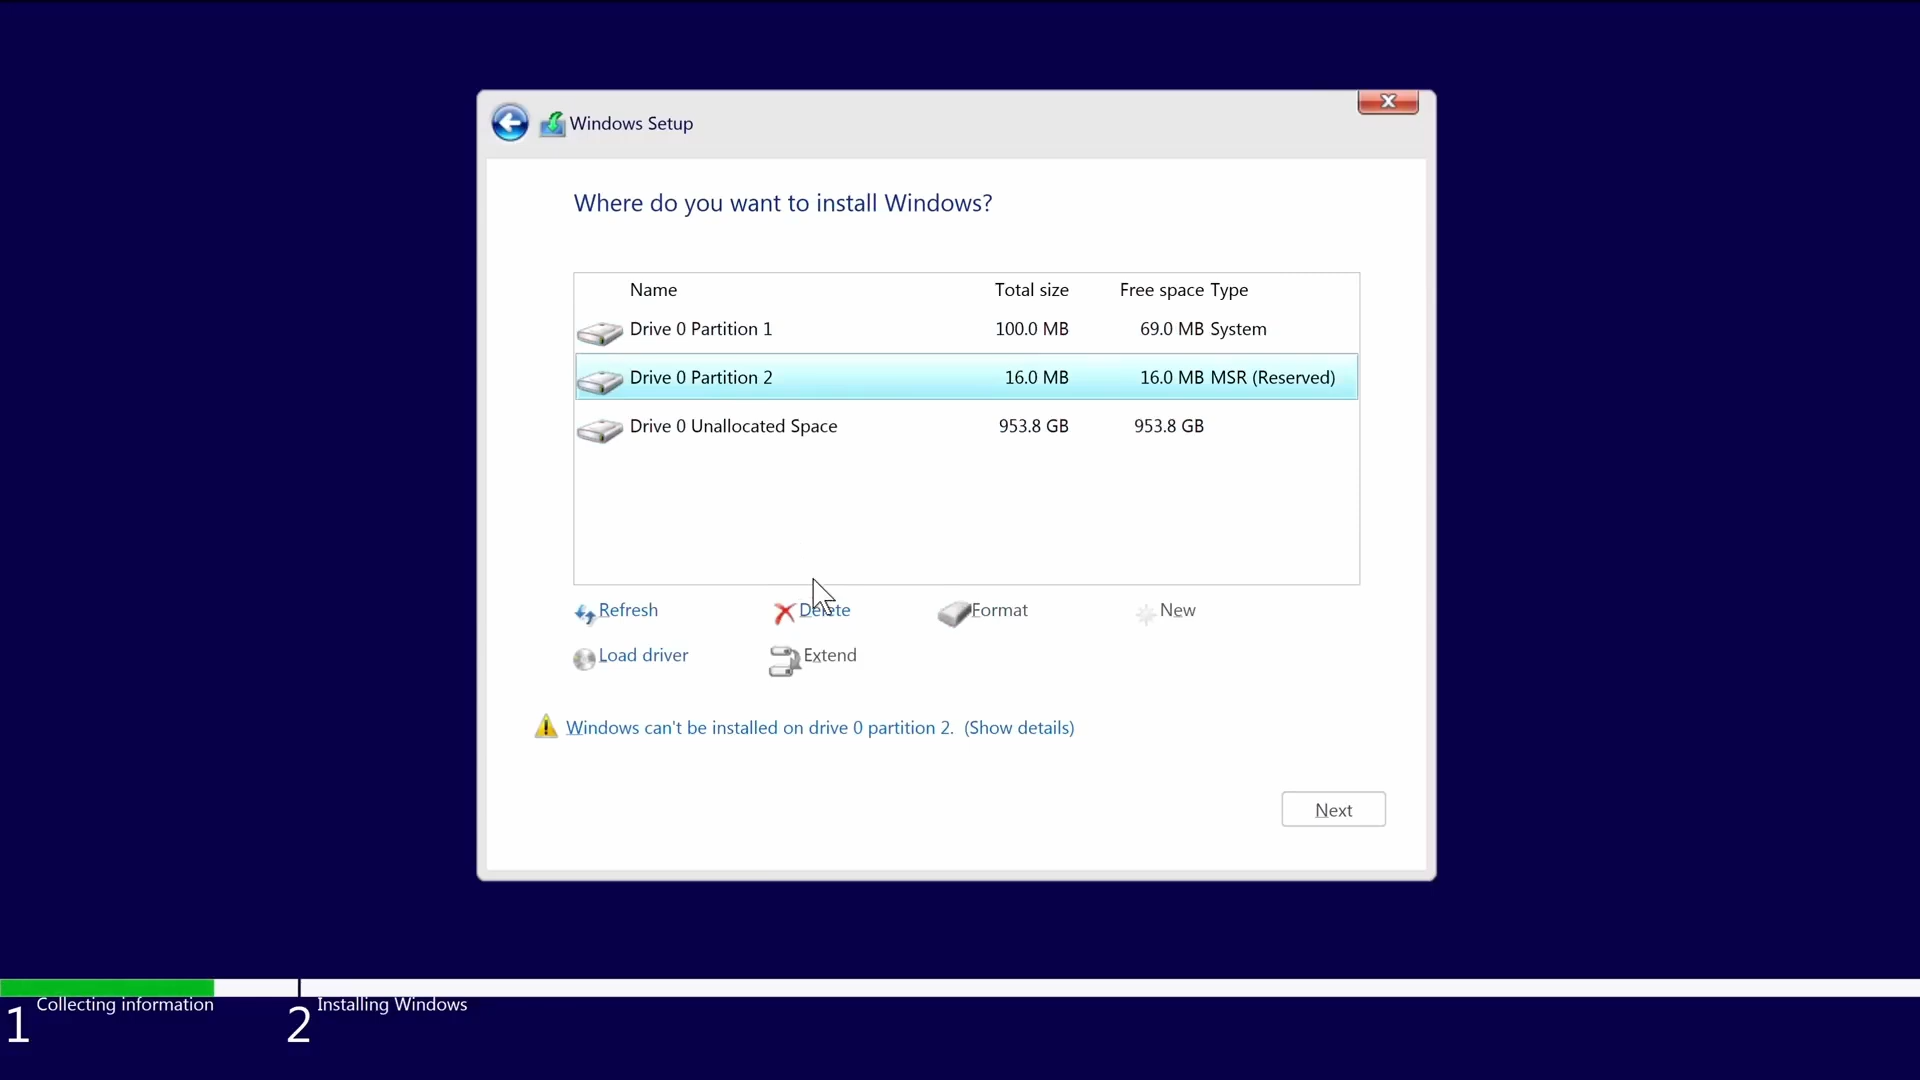 Windows Setup
Where do you want to install Windows?
Name Total size Free space Type
Drive 0 Partition 1 100.0 MB 69.0 MB System
Drive 0 Partition 2 16.0 MB 16.0 MB MSR (Reserved)
Drive 0 Unallocated Space 953.8 GB 953.8 GB
Refresh Delete Format New
Load driver Extend
Windows can't be installed on drive 0 partition 2. (Show details)
Next
1 Collecting information 2 Installing Windows